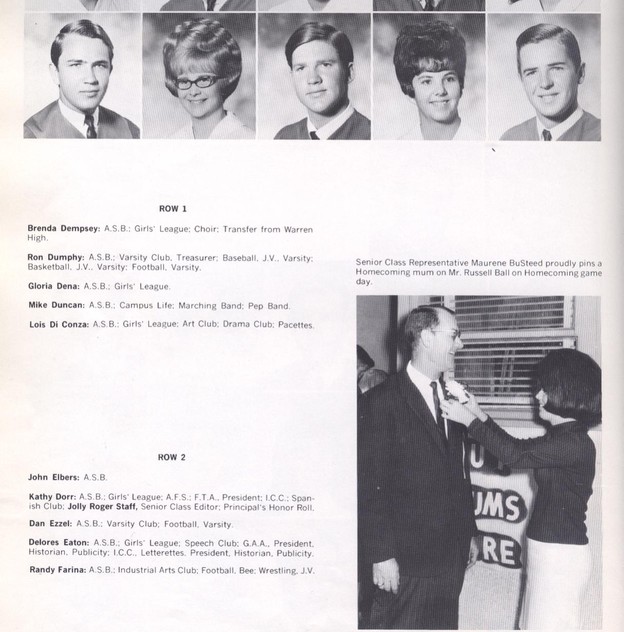 ROW 1
Brenda Dempsey: A.S.B.; Girls' League; Choir; Transfer from Warren
High.
Ron Dumphy: A.S.B.; Varsity Club, Treasurer; Baseball, J.V., Varsity;
Basketball, J.V., Varsity; Football, Varsity.
Gloria Dena: A.S.B.; Girls' League.
Mike Duncan: A.S.B.; Campus Life; Marching Band; Pep Band.
Lois Di Conza: A.S.B.; Girls' League; Art Club; Drama Club; Pacettes.
ROW 2
John Elbers: A.S.B.
Kathy Dorr: A.S.B.; Girls' League; A.F.S.; F.T.A., President; I.C.C.; Span-
ish Club; Jolly Roger Staff, Senior Class Editor; Principal's Honor Roll.
Dan Ezzel: A.S.B.; Varsity Club; Football, Varsity.
Delores Eaton: A.S.B.; Girls' League; Speech Club; G.A.A., President,
Historian, Publicity; I.C.C., Letterettes, President, Historian, Publicity.
Randy Farina: A.S.B.; Industrial Arts Club; Football, Bee; Wrestling, J.V.
Senior Class Representative Maurene BuSteed proudly pins a
Homecoming mum on Mr. Russell Ball on Homecoming game
day.
UMS
RE